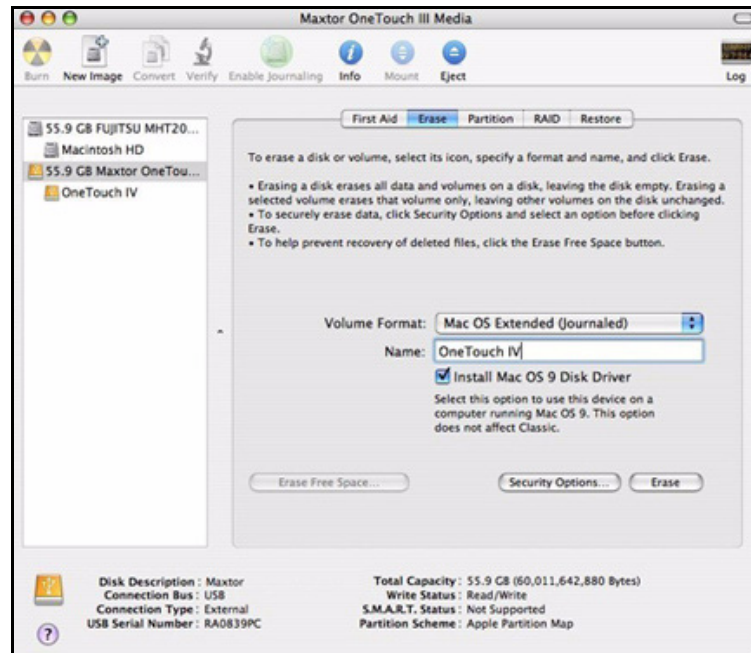 Maxtor OneTouch III Media
Burn New Image Convert Verify Enable Journaling Info Mount Eject Log
First Aid Erase Partition RAID Restore
55.9 GB FUJITSU MHT20...
Macintosh HD
55.9 GB Maxtor OneTou...
OneTouch IV
To erase a disk or volume, select its icon, specify a format and name, and click Erase.
• Erasing a disk erases all data and volumes on a disk, leaving the disk empty. Erasing a
selected volume erases that volume only, leaving other volumes on the disk unchanged.
• To securely erase data, click Security Options and select an option before clicking
Erase.
• To help prevent recovery of deleted files, click the Erase Free Space button.
Volume Format: Mac OS Extended (Journaled)
Name: OneTouch IV
Install Mac OS 9 Disk Driver
Select this option to use this device on a
computer running Mac OS 9. This option
does not affect Classic.
Erase Free Space... Security Options... Erase
Disk Description : Maxtor
Connection Bus : USB
Connection Type : External
USB Serial Number : RA0839PC
Total Capacity : 55.9 GB (60,011,642,880 Bytes)
Write Status : Read/Write
S.M.A.R.T. Status : Not Supported
Partition Scheme : Apple Partition Map
?